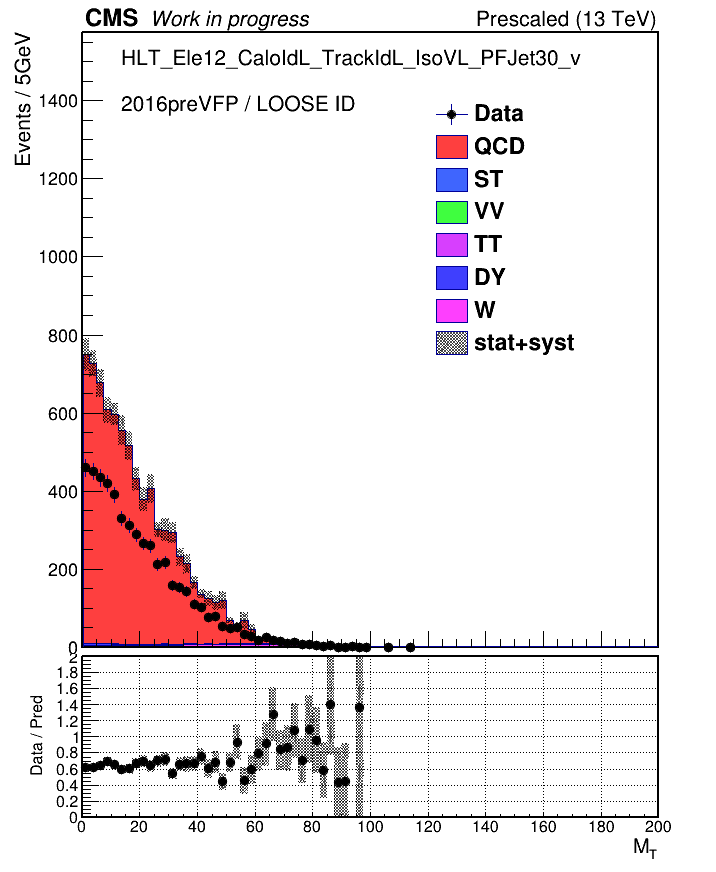 CMS Work in progress Prescaled (13 TeV)
HLT_Ele12_CaloIdL_TrackIdL_IsoVL_PFJet30_v
2016preVFP / LOOSE ID
Events / 5GeV
1400
1200
1000
800
600
400
200
0
Data
QCD
ST
VV
TT
DY
W
stat+syst
Data / Pred
2
1.8
1.6
1.4
1.2
1
0.8
0.6
0.4
0.2
0
0 20 40 60 80 100 120 140 160 180 200
M_T